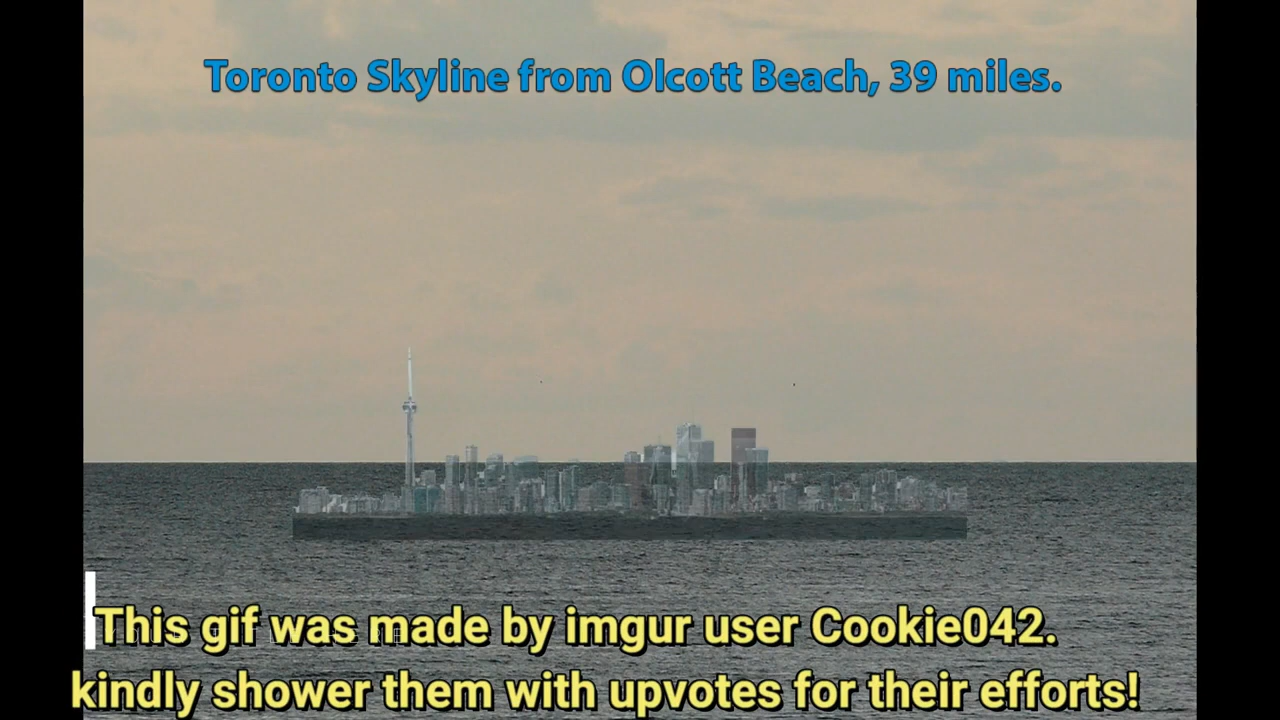 Toronto Skyline from Olcott Beach, 39 miles.
This gif was made by imgur user Cookie042.
kindly shower them with upvotes for their efforts!